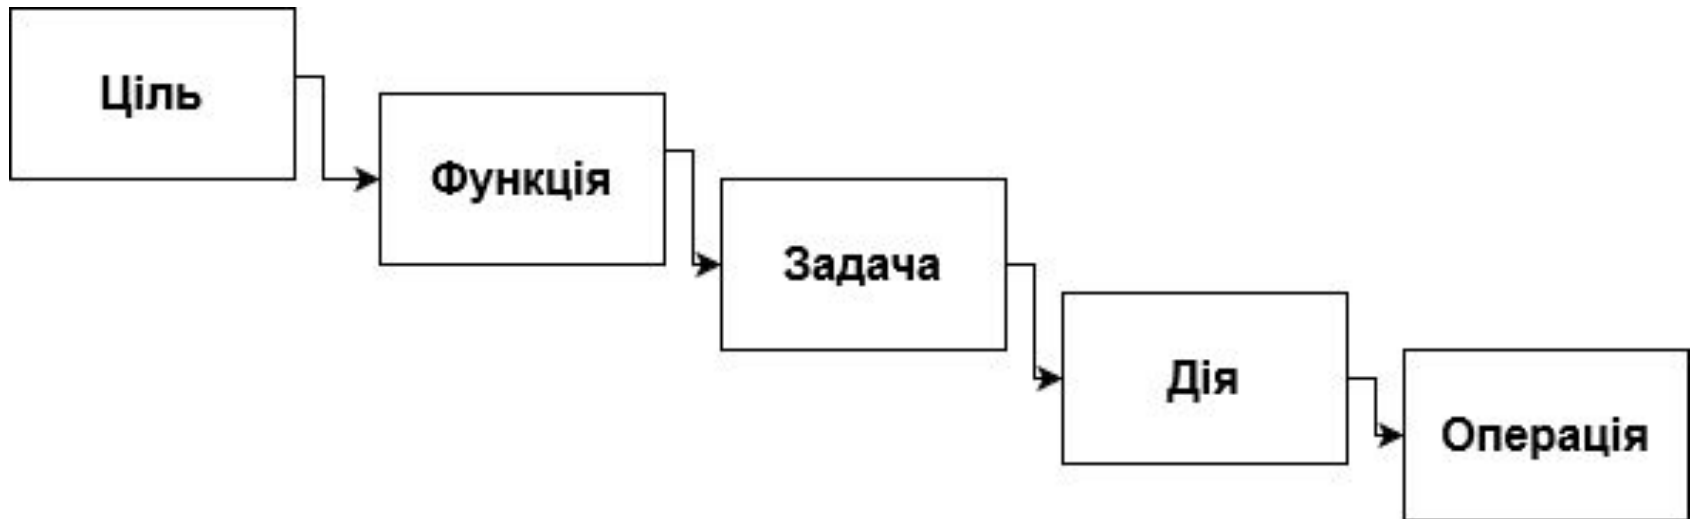 Ціль
Функція
Задача
Дія
Операція